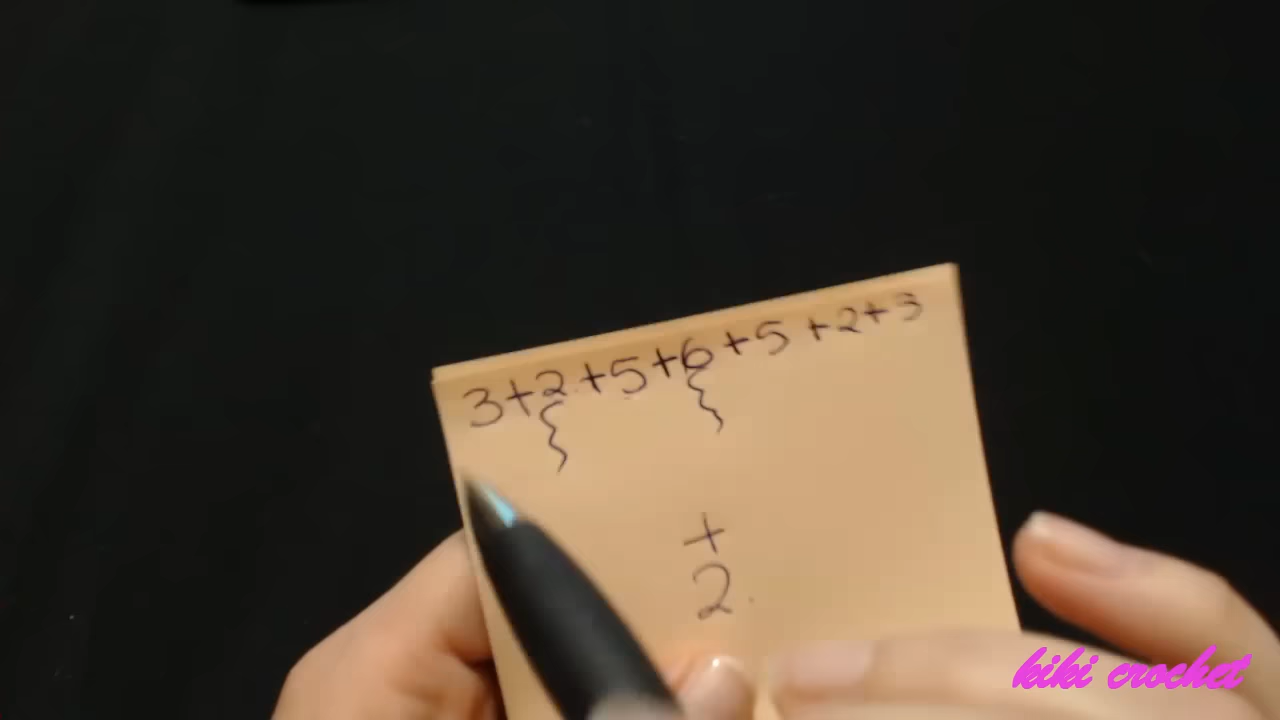 3+2+5+6+5+2+3
+
2.
kiki crochet